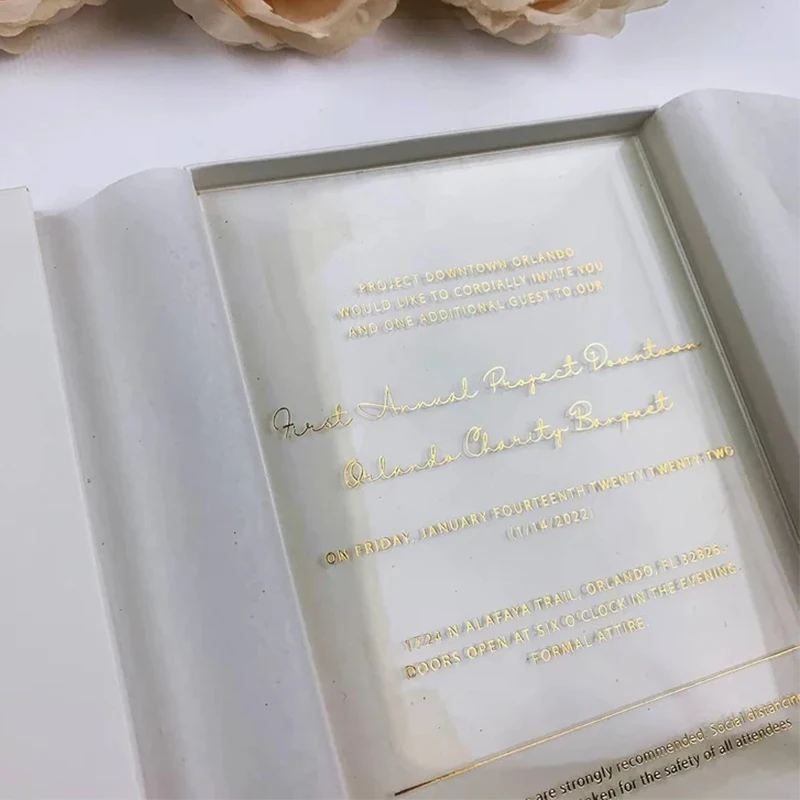 PROJECT DOWNTOWN ORLANDO
WOULD LIKE TO CORDIALLY INVITE YOU
AND ONE ADDITIONAL GUEST TO OUR
First Annual Project Downtown
Orlando Charity Banquet
ON FRIDAY, JANUARY FOURTEENTH TWENTY TWENTY TWO
(1/14/2022)
1724 N ALAFAYA TRAIL, ORLANDO, FL 32826.
DOORS OPEN AT SIX O'CLOCK IN THE EVENING.
FORMAL ATTIRE.
are strongly recommended. Social distancing
taken for the safety of all attendees